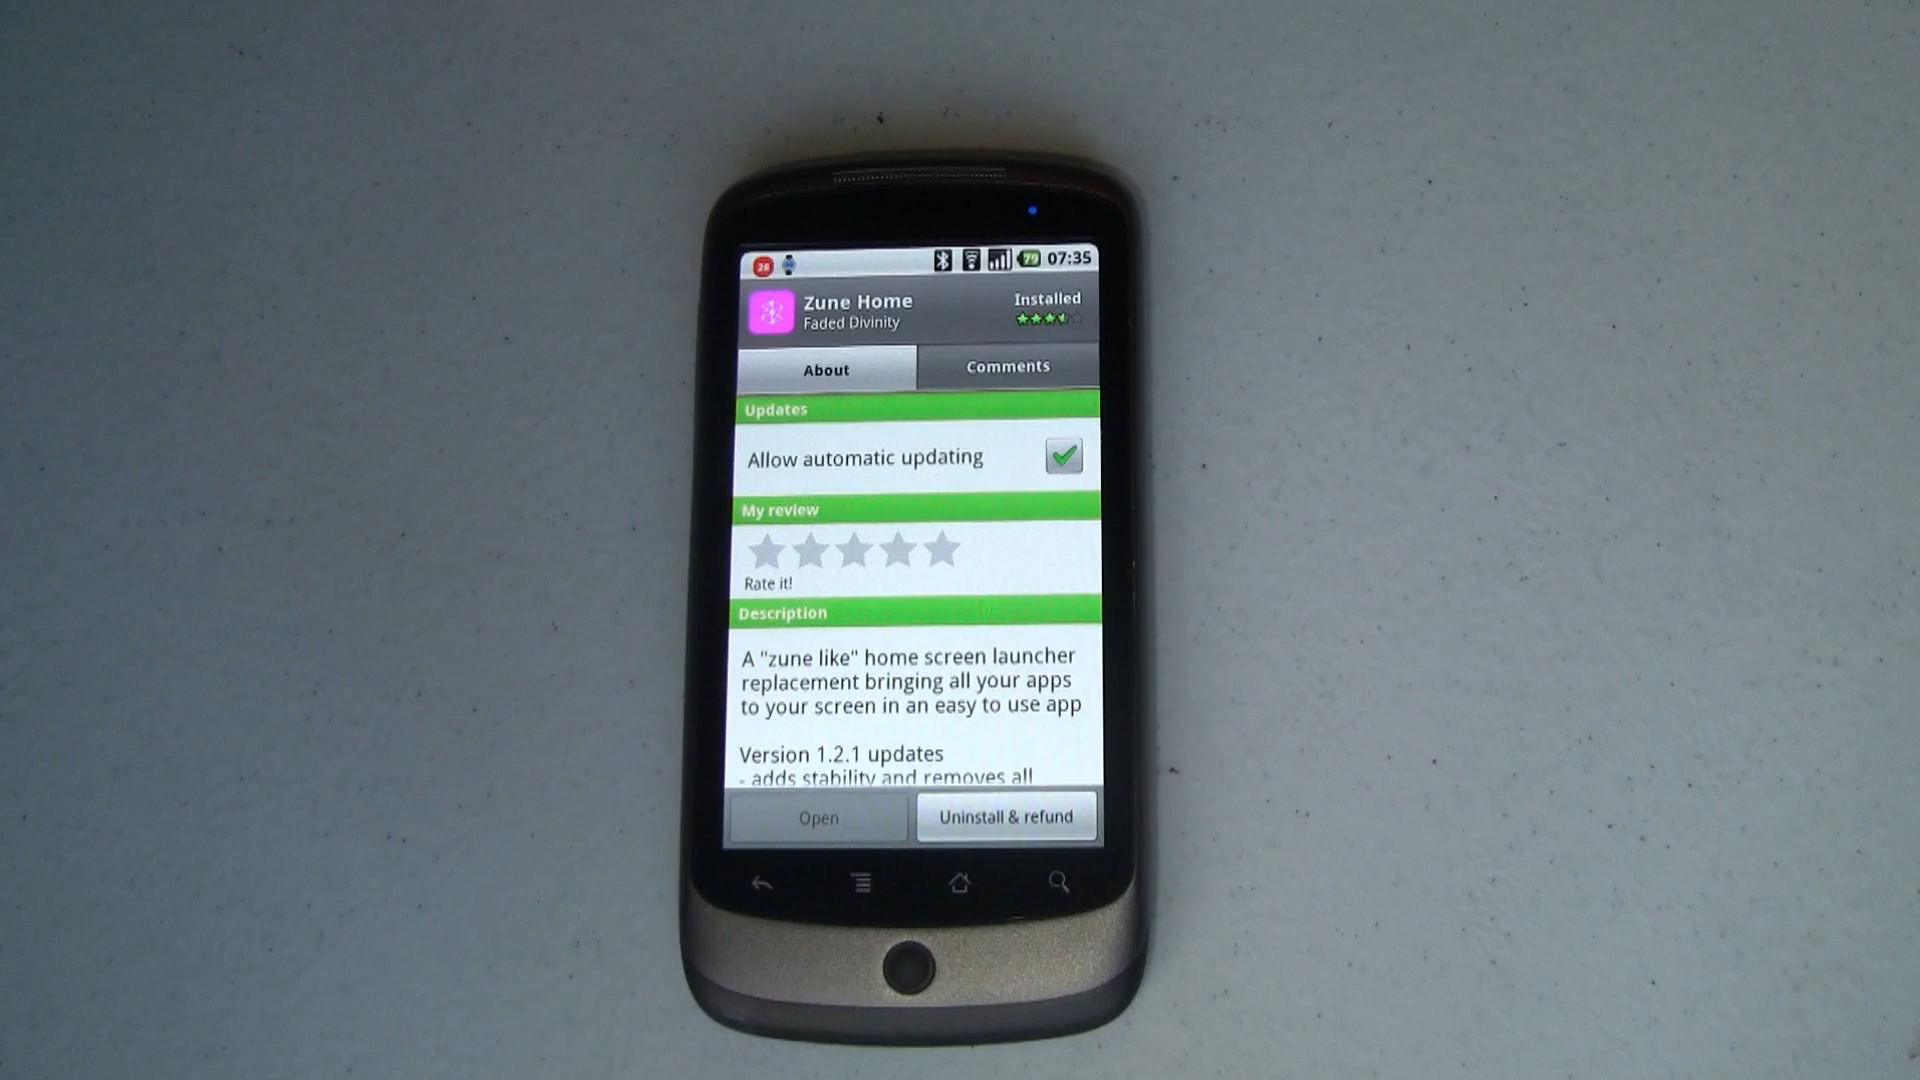 28 79 07:35
Zune Home Installed
Faded Divinity
About Comments
Updates
Allow automatic updating
My review
Rate it!
Description
A "zune like" home screen launcher
replacement bringing all your apps
to your screen in an easy to use app
Version 1.2.1 updates
- adds stability and removes all
Open Uninstall & refund